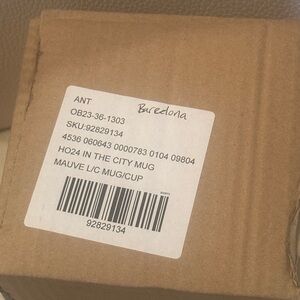 ANT
Buredona
OB23-36-1303
SKU:92829134
4536 060643 0000783 0104 09804
HO24 IN THE CITY MUG
MAUVE L/C MUG/CUP
92829134